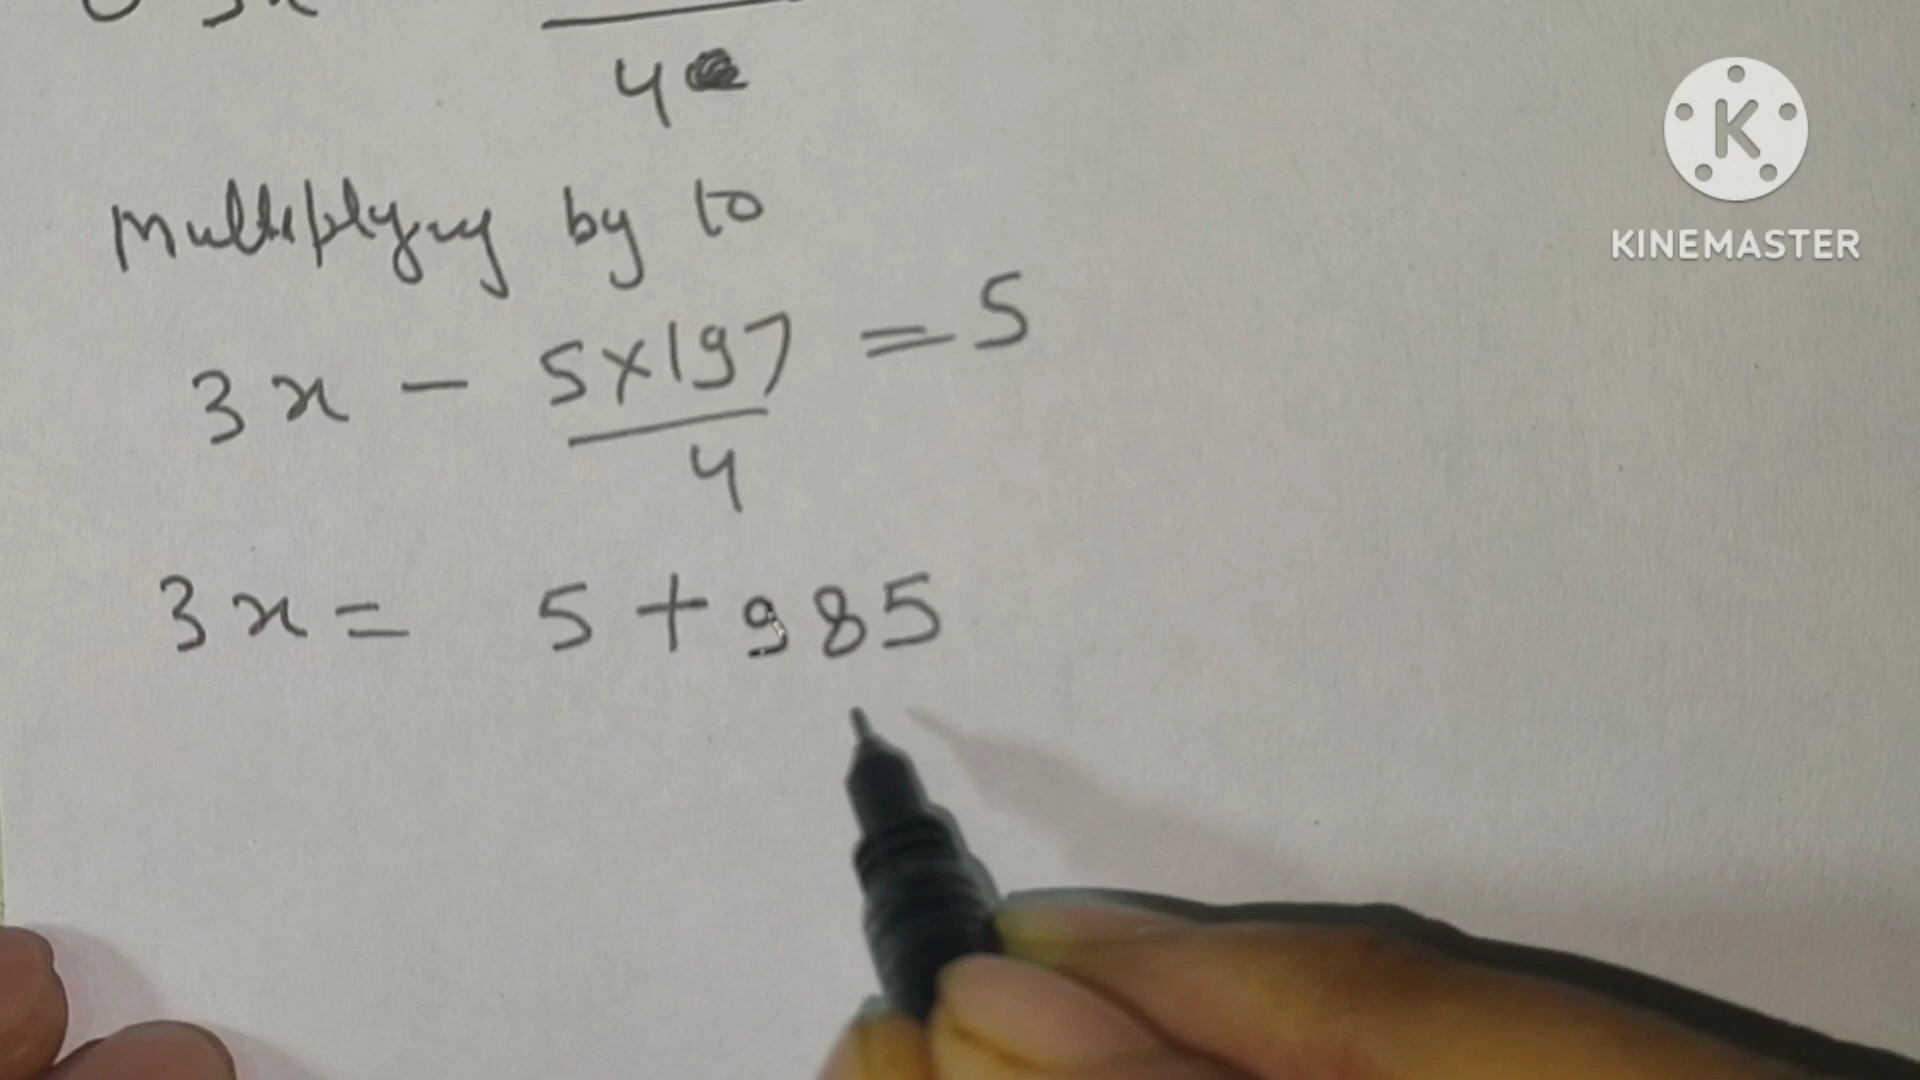 4
K
KINEMASTER
Multiplying by 10
3x - 5×197/4 = 5
3x = 5 + 985